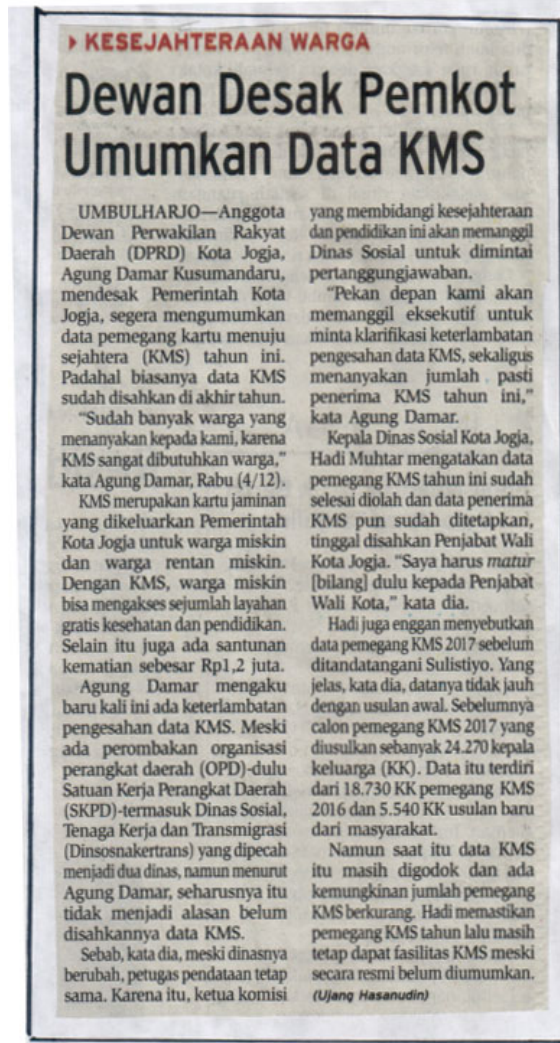 KESEJAHTERAAN WARGA
Dewan Desak Pemkot
Umumkan Data KMS
UMBULHARJO—Anggota
Dewan Perwakilan Rakyat
Daerah (DPRD) Kota Jogja,
Agung Damar Kusumandaru,
mendesak Pemerintah Kota
Jogja, segera mengumumkan
data pemegang kartu menuju
sejahtera (KMS) tahun ini.
Padahal biasanya data KMS
sudah disahkan di akhir tahun.
“Sudah banyak warga yang
menanyakan kepada kami, karena
KMS sangat dibutuhkan warga,”
kata Agung Damar, Rabu (4/12).
KMS merupakan kartu jaminan
yang dikeluarkan Pemerintah
Kota Jogja untuk warga miskin
dan warga rentan miskin.
Dengan KMS, warga miskin
bisa mengakses sejumlah layahan
gratis kesehatan dan pendidikan.
Selain itu juga ada santunan
kematian sebesar Rp1,2 juta.
Agung Damar mengaku
baru kali ini ada keterlambatan
pengesahan data KMS. Meski
ada perombakan organisasi
perangkat daerah (OPD)-dulu
Satuan Kerja Perangkat Daerah
(SKPD)-termasuk Dinas Sosial,
Tenaga Kerja dan Transmigrasi
(Dinsosnakertrans) yang dipecah
menjadi dua dinas, namun menurut
Agung Damar, seharusnya itu
tidak menjadi alasan belum
disahkannya data KMS.
Sebab, kata dia, meski dinasnya
berubah, petugas pendataan tetap
sama. Karena itu, ketua komisi
yang membidangi kesejahteraan
dan pendidikan ini akan memanggil
Dinas Sosial untuk dimintai
pertanggungjawaban.
“Pekan depan kami akan
memanggil eksekutif untuk
minta klarifikasi keterlambatan
pengesahan data KMS, sekaligus
menanyakan jumlah pasti
penerima KMS tahun ini,”
kata Agung Damar.
Kepala Dinas Sosial Kota Jogja,
Hadi Muhtar mengatakan data
pemegang KMS tahun ini sudah
selesai diolah dan data penerima
KMS pun sudah ditetapkan,
tinggal disahkan Penjabat Wali
Kota Jogja. “Saya harus matur
[bilang] dulu kepada Penjabat
Wali Kota,” kata dia.
Hadi juga enggan menyebutkan
data pemegang KMS 2017 sebelum
ditandatangani Sulistiyo. Yang
jelas, kata dia, datanya tidak jauh
dengan usulan awal. Sebelumnya
calon pemegang KMS 2017 yang
diusulkan sebanyak 24.270 kepala
keluarga (KK). Data itu terdiri
dari 18.730 KK pemegang KMS
2016 dan 5.540 KK usulan baru
dari masyarakat.
Namun saat itu data KMS
itu masih digodok dan ada
kemungkinan jumlah pemegang
KMS berkurang. Hadi memastikan
pemegang KMS tahun lalu masih
tetap dapat fasilitas KMS meski
secara resmi belum diumumkan.
(Ujang Hasanudin)